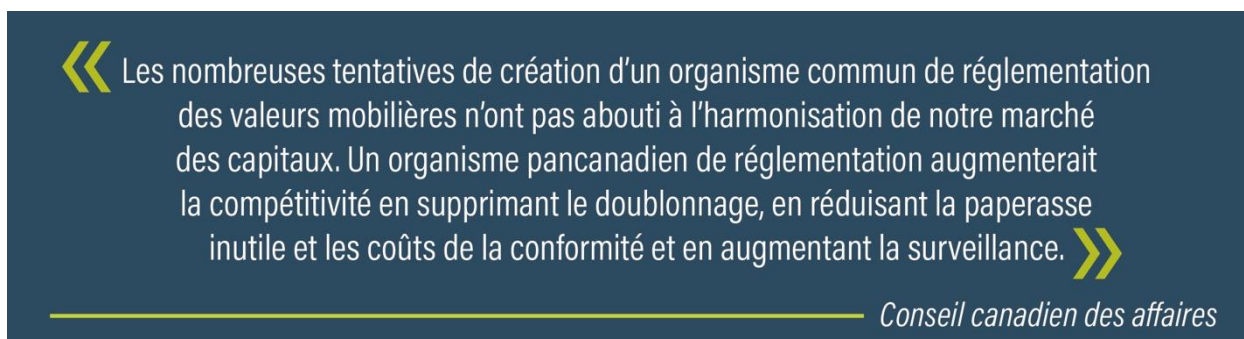 « Les nombreuses tentatives de création d’un organisme commun de réglementation
des valeurs mobilières n’ont pas abouti à l’harmonisation de notre marché
des capitaux. Un organisme pancanadien de réglementation augmenterait
la compétitivité en supprimant le doublonnage, en réduisant la paperasse
inutile et les coûts de la conformité et en augmentant la surveillance. »
Conseil canadien des affaires